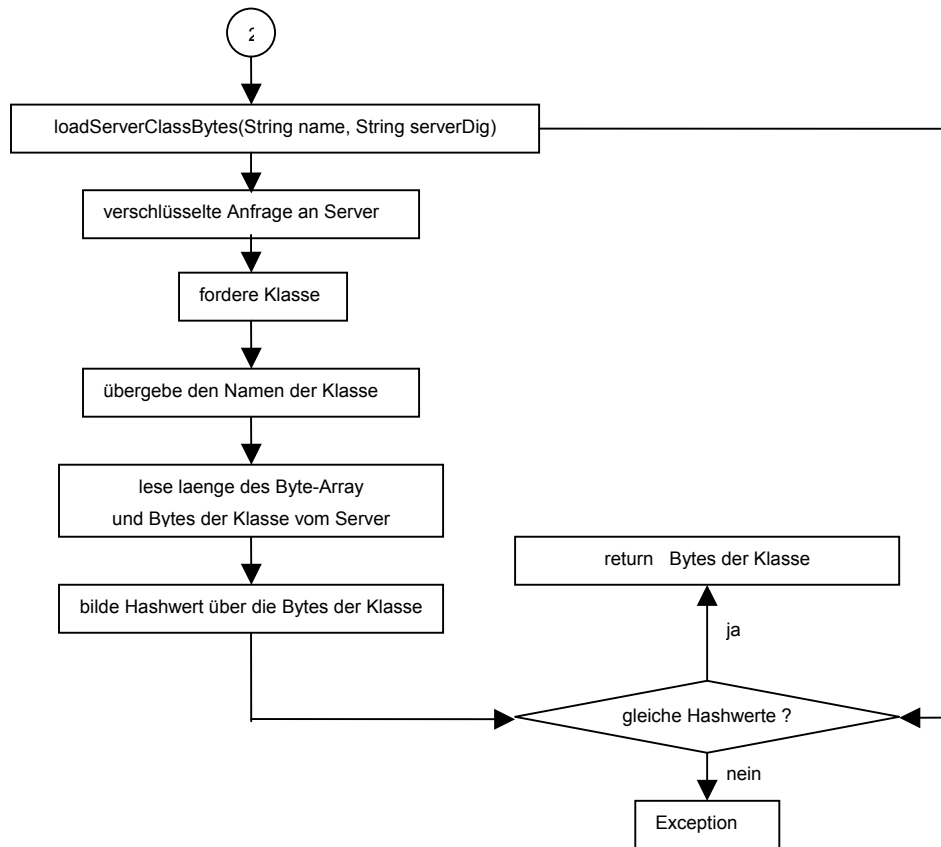 2
loadServerClassBytes(String name, String serverDig)
verschlüsselte Anfrage an Server
fordere Klasse
übergebe den Namen der Klasse
lese laenge des Byte-Array
und Bytes der Klasse vom Server
bilde Hashwert über die Bytes der Klasse
return Bytes der Klasse
ja
gleiche Hashwerte ?
nein
Exception